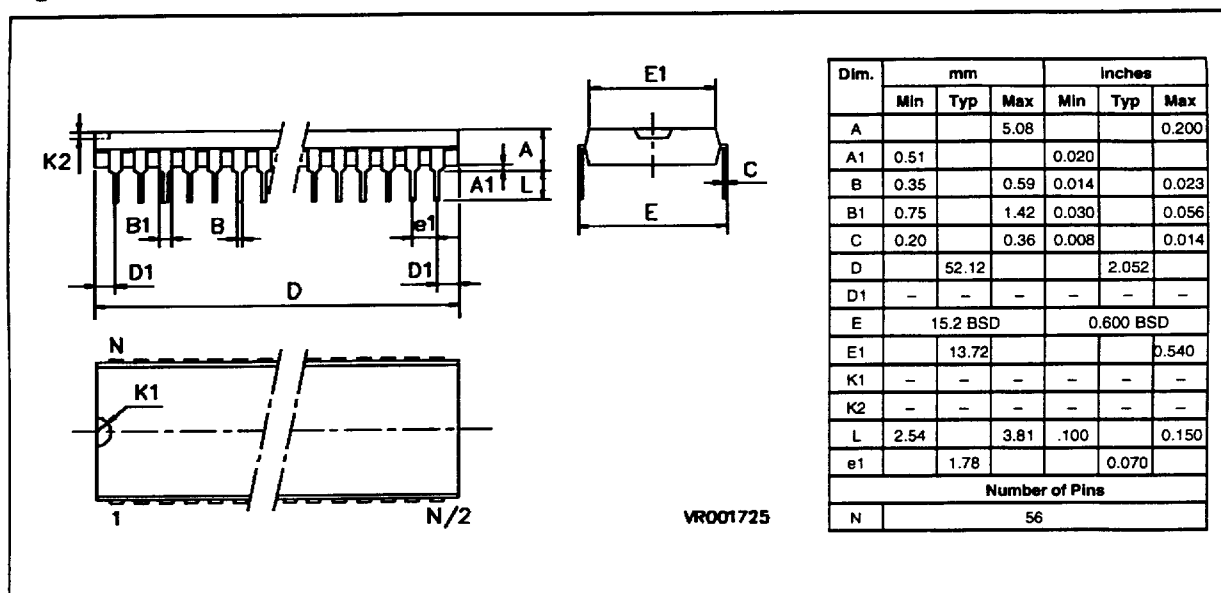 E1
K2
A
A1
L
C
B1
B
e1
E
D1
D1
D
N
K1
1
N/2
VR001725
Dim. mm inches
Min Typ Max Min Typ Max
A 5.08 0.200
A1 0.51 0.020
B 0.35 0.59 0.014 0.023
B1 0.75 1.42 0.030 0.056
C 0.20 0.36 0.008 0.014
D 52.12 2.052
D1 – – – – – –
E 15.2 BSD 0.600 BSD
E1 13.72 0.540
K1 – – – – – –
K2 – – – – – –
L 2.54 3.81 .100 0.150
e1 1.78 0.070
Number of Pins
N 56